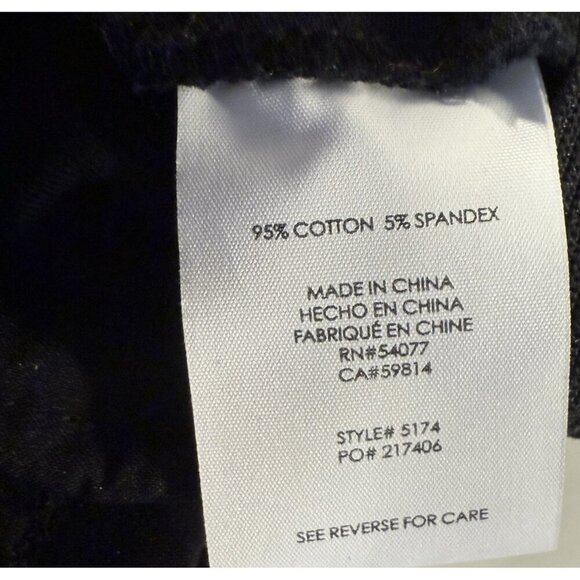 95% COTTON 5% SPANDEX
MADE IN CHINA
HECHO EN CHINA
FABRIQUÉ EN CHINE
RN#54077
CA#59814
STYLE# 5174
PO# 217406
SEE REVERSE FOR CARE